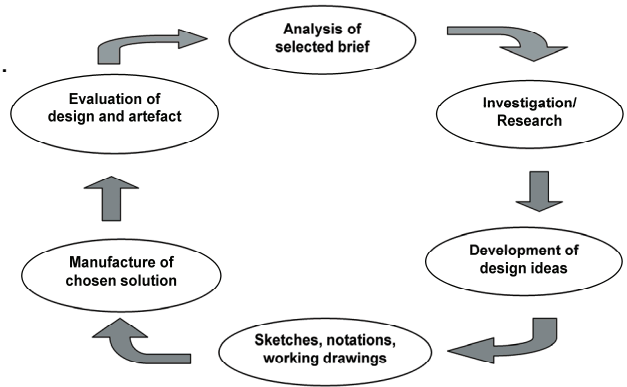 Analysis of
selected brief
Investigation/
Research
Development of
design ideas
Sketches, notations,
working drawings
Manufacture of
chosen solution
Evaluation of
design and artefact
.